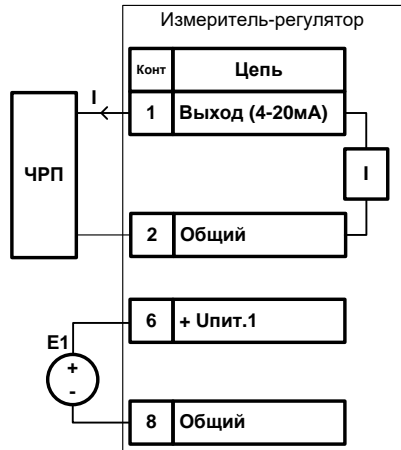 Измеритель-регулятор
Конт Цепь
I
1 Выход (4-20мА)
ЧРП
I
2 Общий
6 + Uпит.1
E1
+
-
8 Общий